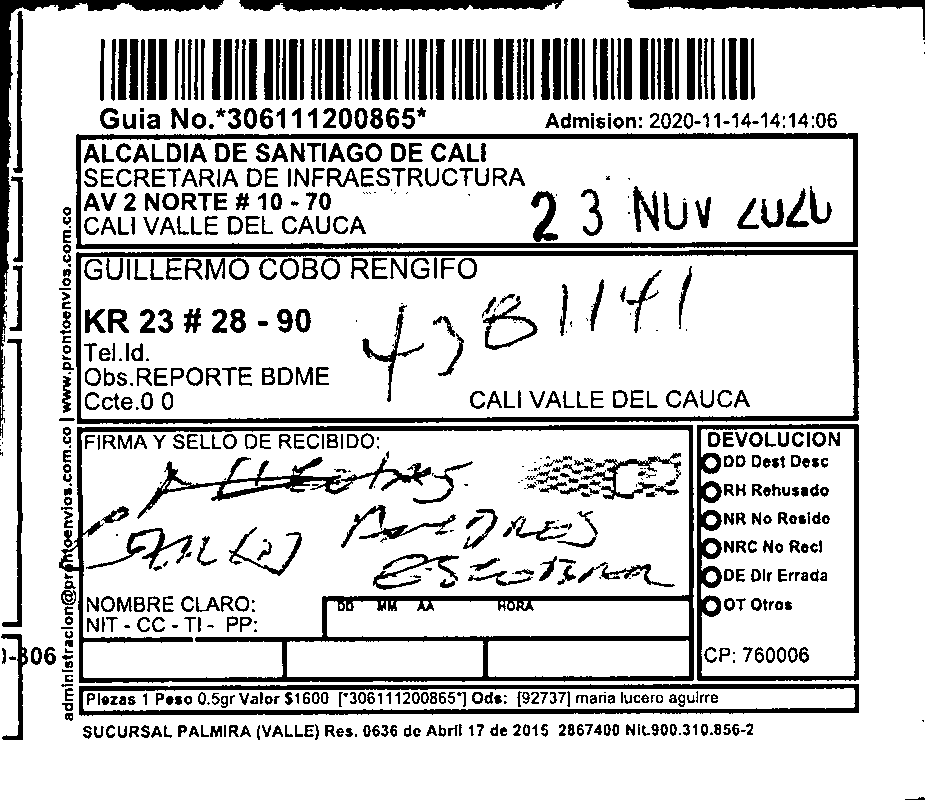 Guia No.*306111200865*
Admision: 2020-11-14-14:14:06
ALCALDIA DE SANTIAGO DE CALI
SECRETARIA DE INFRAESTRUCTURA
AV 2 NORTE # 10 - 70
CALI VALLE DEL CAUCA
23 NUV 2020
GUILLERMO COBO RENGIFO
KR 23 # 28 - 90
4381141
Tel.Id.
Obs.REPORTE BDME
Ccte.0 0
CALI VALLE DEL CAUCA
administracion@prontoenvios.com.co | www.prontoenvios.com.co
FIRMA Y SELLO DE RECIBIDO:
ANDRES
ESCOBAR
NOMBRE CLARO:
NIT - CC - TI - PP:
DD MM AA HORA
DEVOLUCION
DD Dest Desc
RH Rehusado
NR No Reside
NRC No Recl
DE Dir Errada
OT Otros
CP: 760006
Piezas 1 Peso 0.5gr Valor $1600 [*306111200865*] Ods: [92737] maria lucero aguirre
SUCURSAL PALMIRA (VALLE) Res. 0636 de Abril 17 de 2015 2867400 Nit.900.310.856-2